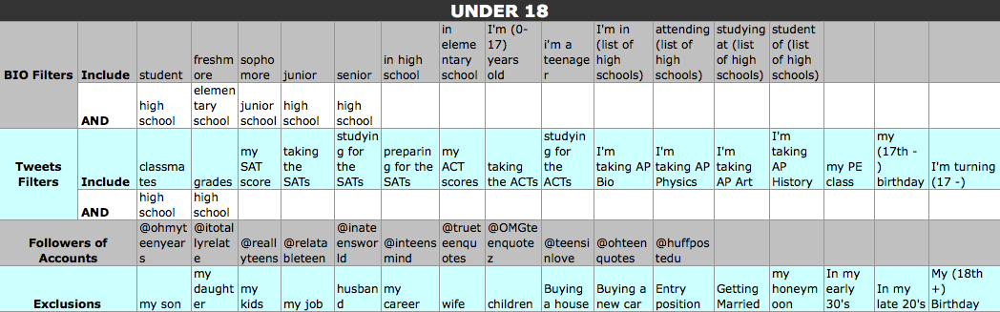 UNDER 18
BIO Filters Include student freshmore sophomore junior senior in high school in elementary school I'm (0-17) years old i'm a teenager I'm in (list of high schools) attending (list of high schools) studying at (list of high schools) student of (list of high schools)
AND high school elementary school junior school high school high school
Tweets Filters Include classmates grades my SAT score taking the SATs studying for the SATs preparing for the SATs my ACT scores taking the ACTs studying for the ACTs I'm taking AP Bio I'm taking AP Physics I'm taking AP Art I'm taking AP History my PE class my (17th - ) birthday I'm turning (17 -)
AND high school high school
Followers of Accounts @ohmyteenyears @itotallyrelate @reallyteens @relatableteen @inateensworld @inteensmind @trueteenquotes @OMGteenquotez @teensinlove @ohteenquotes @huffpostedu
Exclusions my son my daughter my kids my job husband my career wife children Buying a house Buying a new car Entry position Getting Married my honeymoon In my early 30's In my late 20's My (18th +) Birthday